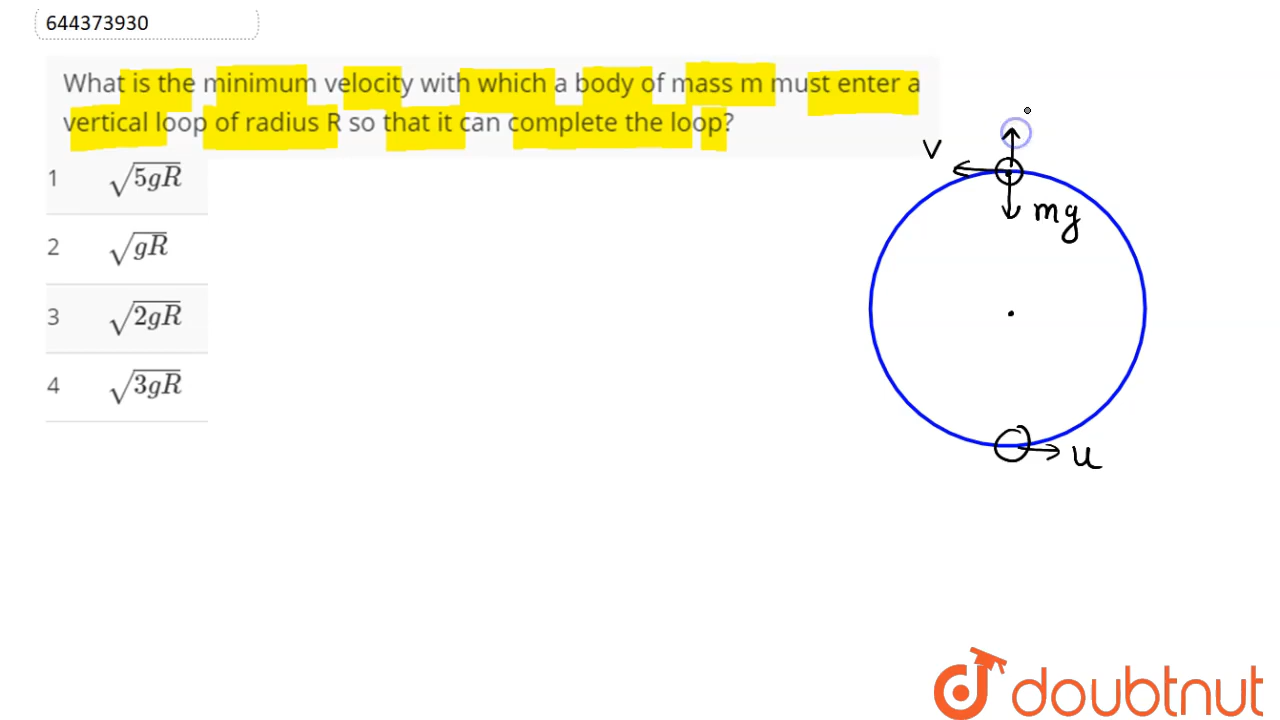 644373930
What is the minimum velocity with which a body of mass m must enter a
vertical loop of radius R so that it can complete the loop?
1 √5gR
2 √gR
3 √2gR
4 √3gR
V
mg
u
doubtnut